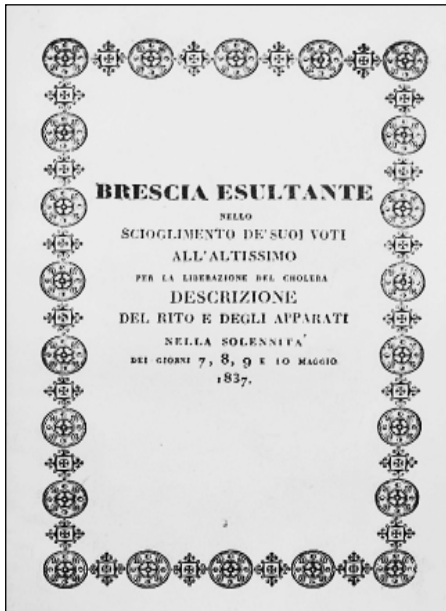 BRESCIA ESULTANTE
NELLO
SCIOGLIMENTO DE' SUOI VOTI
ALL'ALTISSIMO
PER LA LIBERAZIONE DEL CHOLERA
DESCRIZIONE
DEL RITO E DEGLI APPARATI
NELLA SOLENNITA'
DEI GIORNI 7, 8, 9 E 10 MAGGIO
1837.